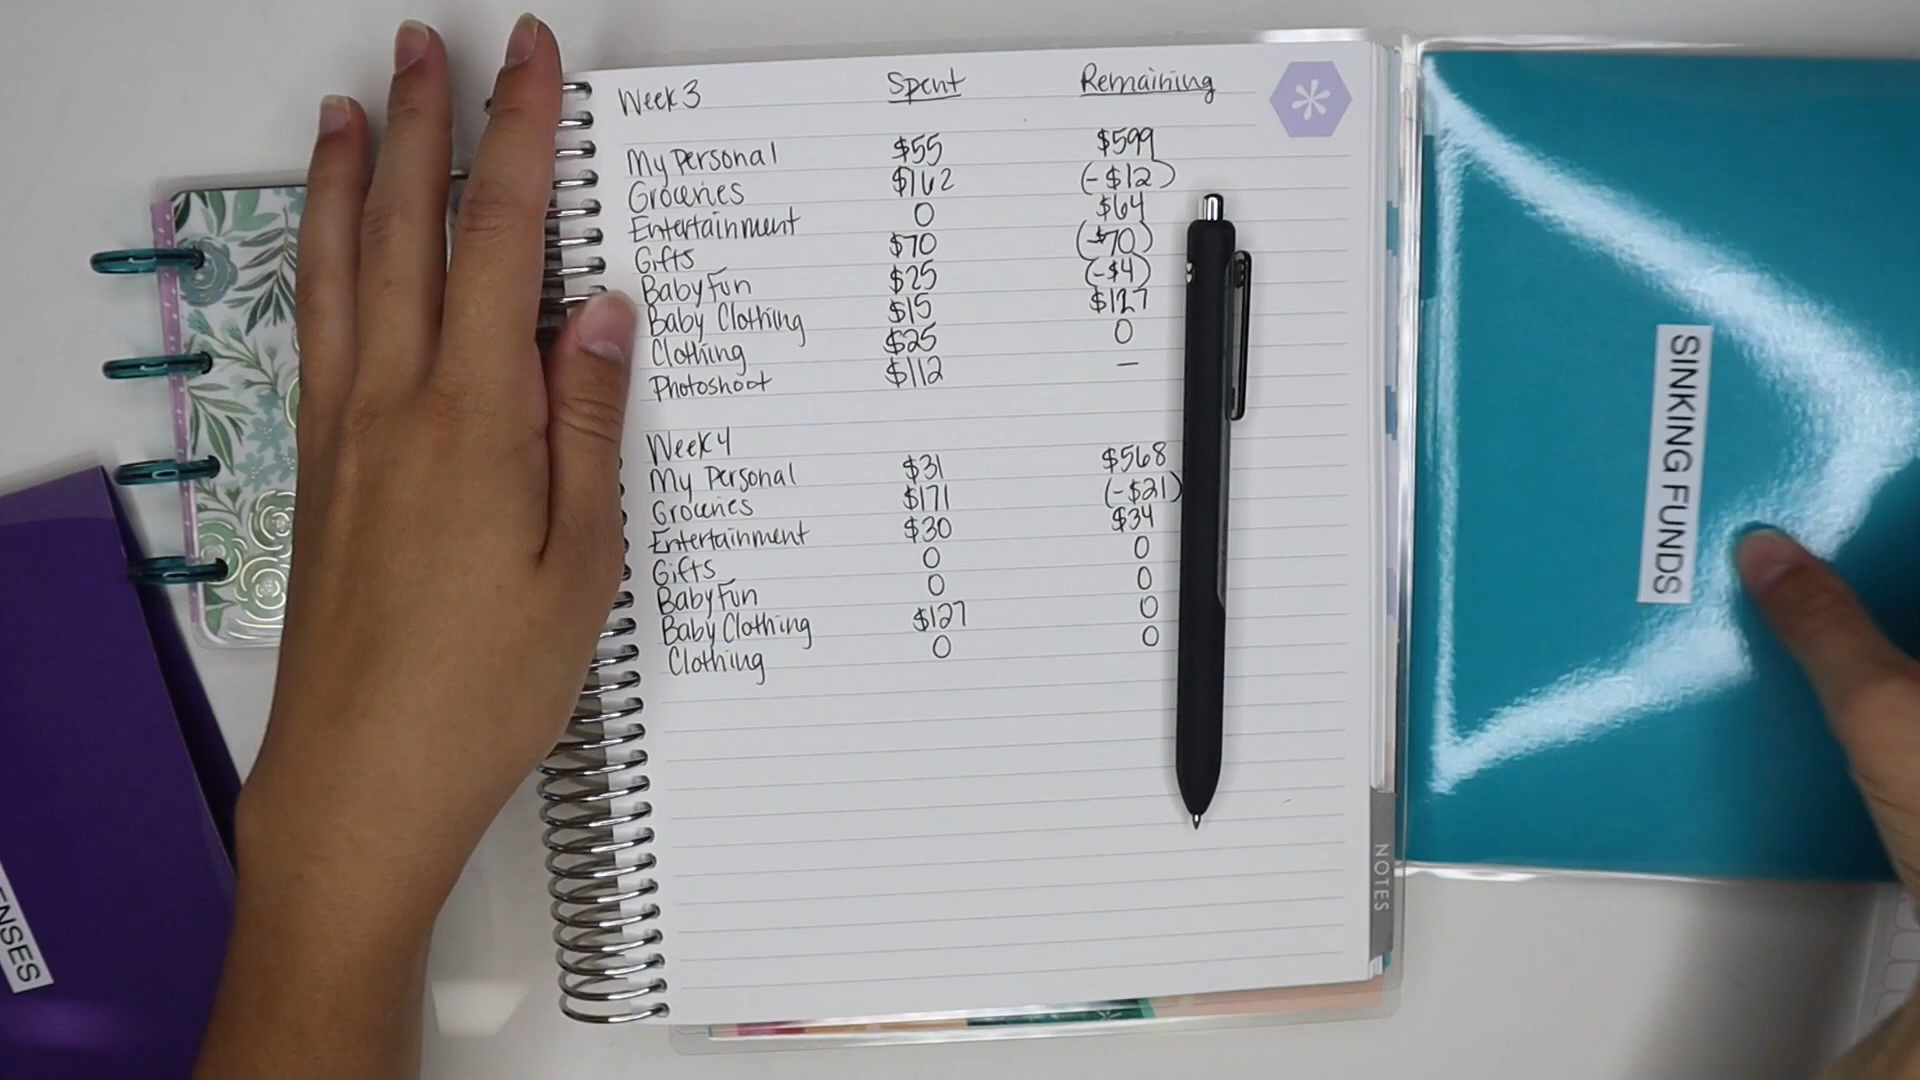 Week 3 Spent Remaining
My Personal $55 $599
Groceries $162 (-$12)
Entertainment 0 $64
Gifts $70 (-$70)
Baby Fun $25 (-$4)
Baby Clothing $15 $127
Clothing $25 0
Photoshoot $112 —
Week 4
My Personal $31 $568
Groceries $171 (-$21)
Entertainment $30 $34
Gifts 0 0
Baby Fun 0 0
Baby Clothing $127 0
Clothing 0 0
NOTES
SINKING FUNDS